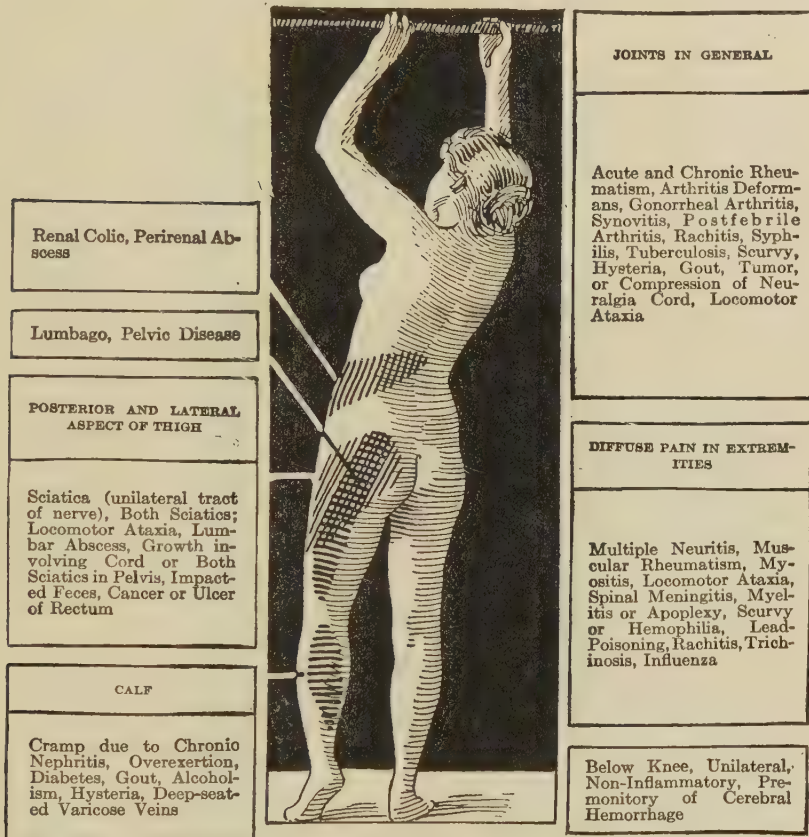 Renal Colic, Perirenal Ab-
scess
Lumbago, Pelvic Disease
POSTERIOR AND LATERAL
ASPECT OF THIGH
Sciatica (unilateral tract
of nerve), Both Sciatics;
Locomotor Ataxia, Lum-
bar Abscess, Growth in-
volving Cord or Both
Sciatics in Pelvis, Impact-
ed Feces, Cancer or Ulcer
of Rectum
CALF
Cramp due to Chronic
Nephritis, Overexertion,
Diabetes, Gout, Alcohol-
ism, Hysteria, Deep-seat-
ed Varicose Veins
JOINTS IN GENERAL
Acute and Chronic Rheu-
matism, Arthritis Deform-
ans, Gonorrheal Arthritis,
Synovitis, Postfebrile
Arthritis, Rachitis, Syph-
ilis, Tuberculosis, Scurvy,
Hysteria, Gout, Tumor,
or Compression of Neu-
ralgia Cord, Locomotor
Ataxia
DIFFUSE PAIN IN EXTREM-
ITIES
Multiple Neuritis, Mus-
cular Rheumatism, My-
ositis, Locomotor Ataxia,
Spinal Meningitis, Myel-
itis or Apoplexy, Scurvy
or Hemophilia, Lead-
Poisoning, Rachitis, Trich-
inosis, Influenza
Below Knee, Unilateral,
Non-Inflammatory, Pre-
monitory of Cerebral
Hemorrhage